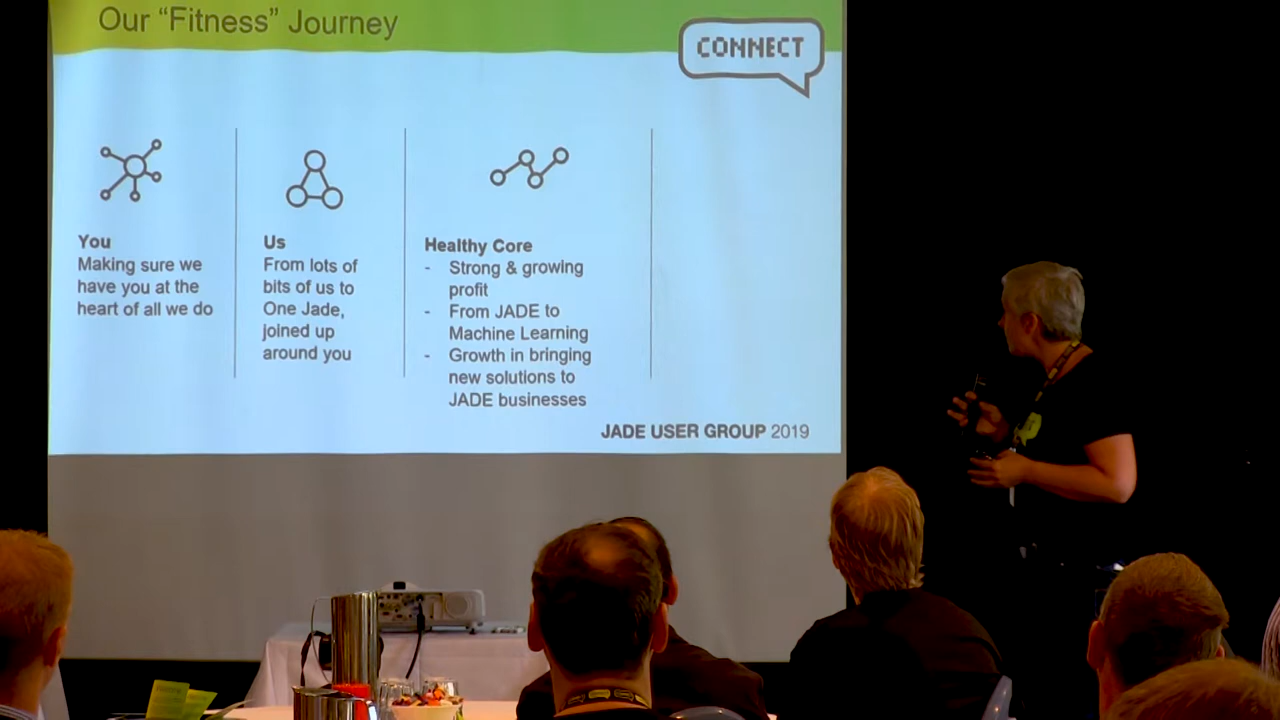 Our “Fitness” Journey
CONNECT
You
Making sure we
have you at the
heart of all we do
Us
From lots of
bits of us to
One Jade,
joined up
around you
Healthy Core
- Strong & growing
profit
- From JADE to
Machine Learning
- Growth in bringing
new solutions to
JADE businesses
JADE USER GROUP 2019